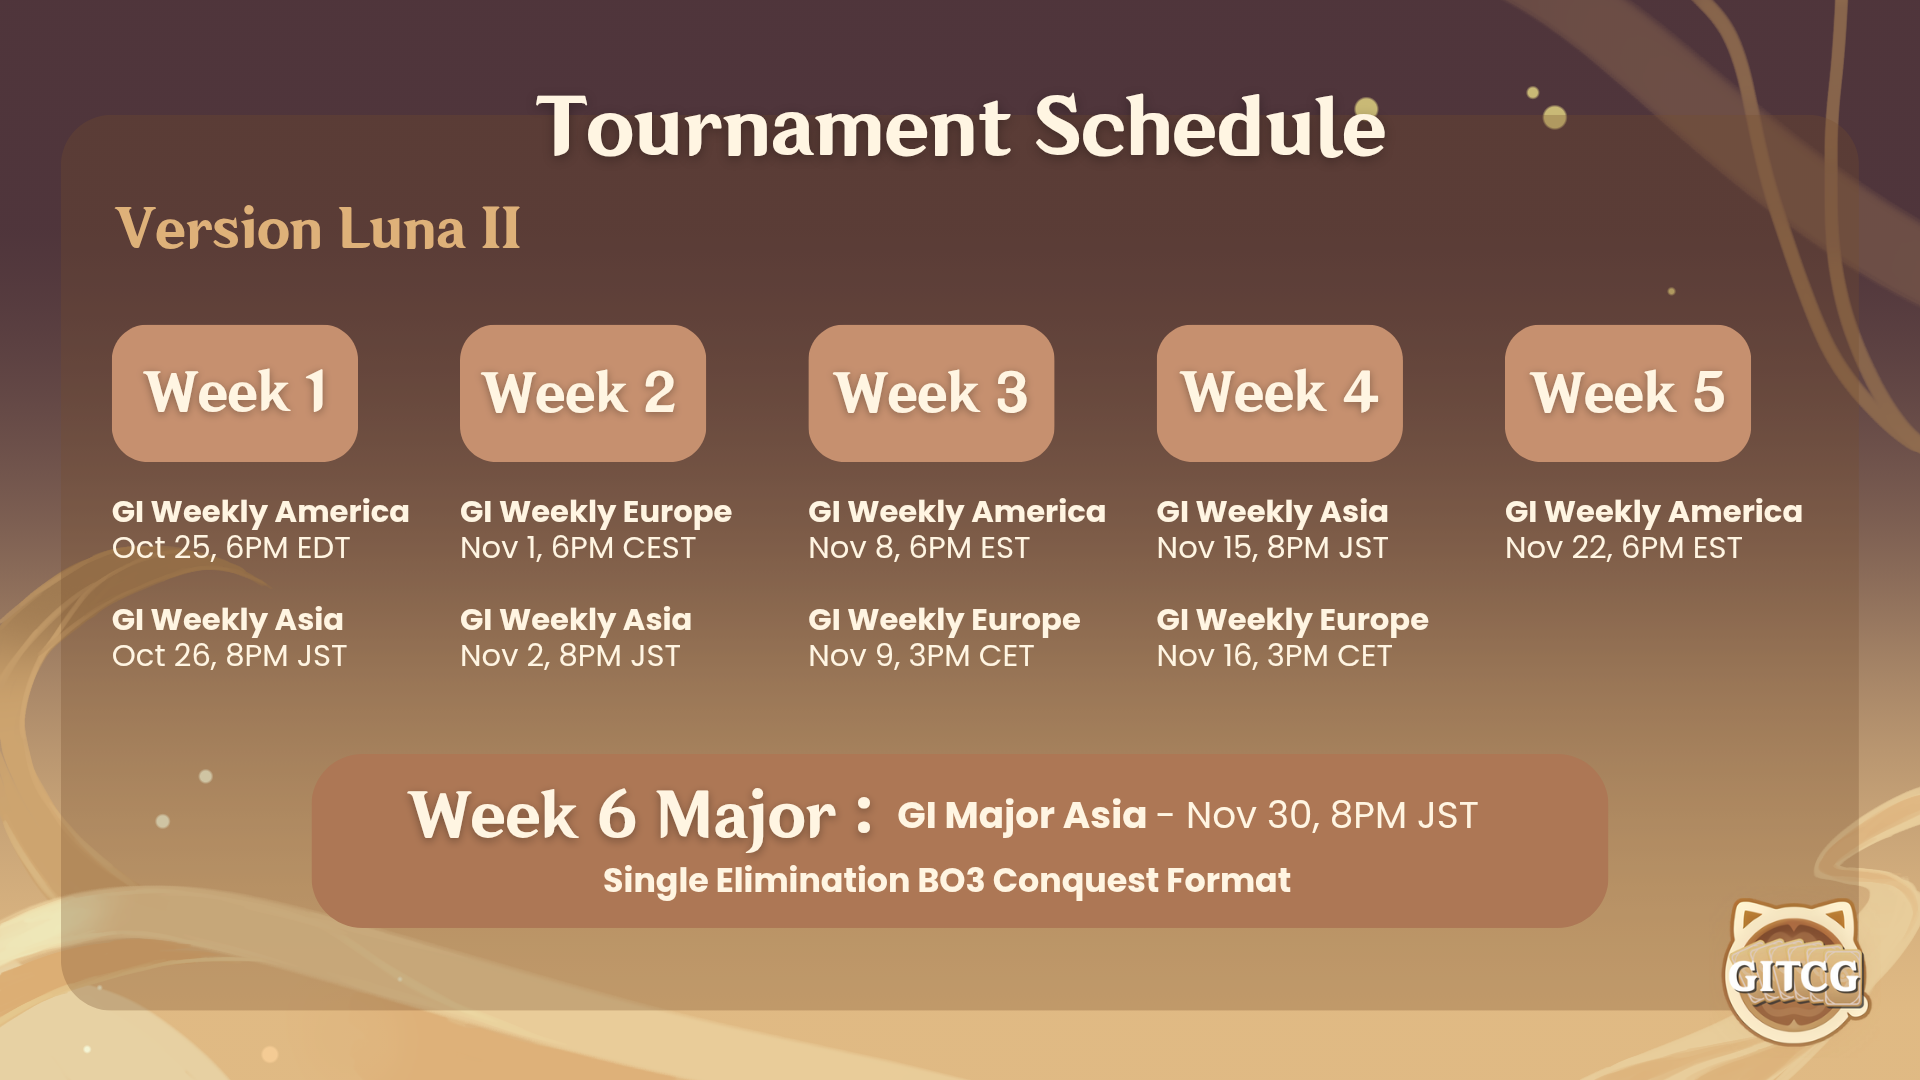 Tournament Schedule
Version Luna II
Week 1
GI Weekly America
Oct 25, 6PM EDT
GI Weekly Asia
Oct 26, 8PM JST
Week 2
GI Weekly Europe
Nov 1, 6PM CEST
GI Weekly Asia
Nov 2, 8PM JST
Week 3
GI Weekly America
Nov 8, 6PM EST
GI Weekly Europe
Nov 9, 3PM CET
Week 4
GI Weekly Asia
Nov 15, 8PM JST
GI Weekly Europe
Nov 16, 3PM CET
Week 5
GI Weekly America
Nov 22, 6PM EST
Week 6 Major : GI Major Asia - Nov 30, 8PM JST
Single Elimination BO3 Conquest Format
GITCG